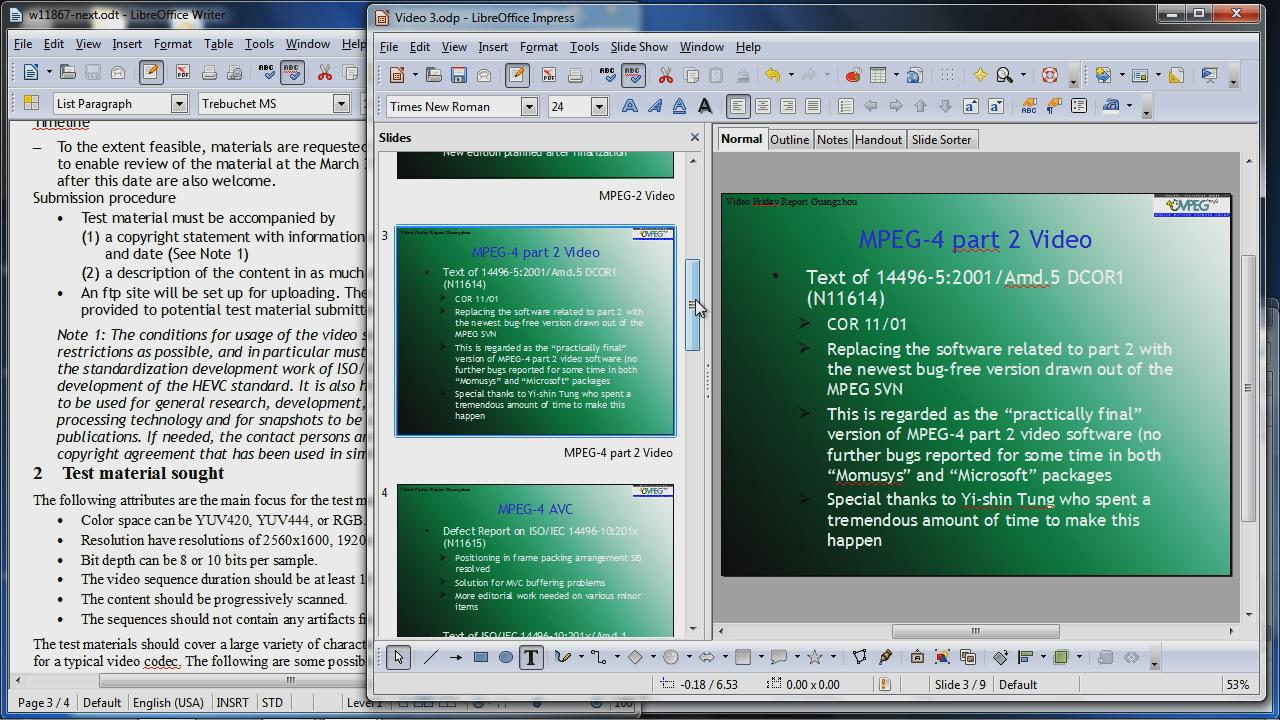 w11867-next.odt - LibreOffice Writer
File Edit View Insert Format Table Tools Window Help
List Paragraph Trebuchet MS
Timeline
– To the extent feasible, materials are requested
to enable review of the material at the March
after this date are also welcome.
Submission procedure
• Test material must be accompanied by
(1) a copyright statement with information
and date (See Note 1)
(2) a description of the content in as much
• An ftp site will be set up for uploading. The
provided to potential test material submitt
Note 1: The conditions for usage of the video s
restrictions as possible, and in particular must
the standardization development work of ISO/
development of the HEVC standard. It is also h
to be used for general research, development,
processing technology and for snapshots to be
publications. If needed, the contact persons ar
copyright agreement that has been used in sim
2 Test material sought
The following attributes are the main focus for the test m
• Color space can be YUV420, YUV444, or RGB.
• Resolution have resolutions of 2560x1600, 1920
• Bit depth can be 8 or 10 bits per sample.
• The video sequence duration should be at least 1
• The content should be progressively scanned.
• The sequences should not contain any artifacts f
The test materials should cover a large variety of charact
for a typical video codec. The following are some possib
Page 3 / 4 Default English (USA) INSRT STD Level1 100
Video 3.odp - LibreOffice Impress
File Edit View Insert Format Tools Slide Show Window Help
Times New Roman 24
Slides
New edition planned after finalization
MPEG-2 Video
3
Video Friday Report Guangzhou
MPEG
MPEG-4 part 2 Video
• Text of 14496-5:2001/Amd.5 DCOR1
(N11614)
➢ COR 11/01
➢ Replacing the software related to part 2 with
the newest bug-free version drawn out of the
MPEG SVN
➢ This is regarded as the “practically final”
version of MPEG-4 part 2 video software (no
further bugs reported for some time in both
“Momusys” and “Microsoft” packages
➢ Special thanks to Yi-shin Tung who spent a
tremendous amount of time to make this
happen
MPEG-4 part 2 Video
4
Video Friday Report Guangzhou
MPEG
MPEG-4 AVC
• Defect Report on ISO/IEC 14496-10:201x
(N11615)
➢ Positioning in frame packing arrangement SEI
resolved
➢ Solution for MVC buffering problems
➢ More editorial work needed on various minor
items
Text of ISO/IEC 14496-10:201x/Amd.1
Normal Outline Notes Handout Slide Sorter
Video Friday Report Guangzhou
MPEG
MPEG-4 part 2 Video
• Text of 14496-5:2001/Amd.5 DCOR1
(N11614)
➢ COR 11/01
➢ Replacing the software related to part 2 with
the newest bug-free version drawn out of the
MPEG SVN
➢ This is regarded as the “practically final”
version of MPEG-4 part 2 video software (no
further bugs reported for some time in both
“Momusys” and “Microsoft” packages
➢ Special thanks to Yi-shin Tung who spent a
tremendous amount of time to make this
happen
-0.18 / 6.53 0.00 x 0.00 Slide 3 / 9 Default 53%